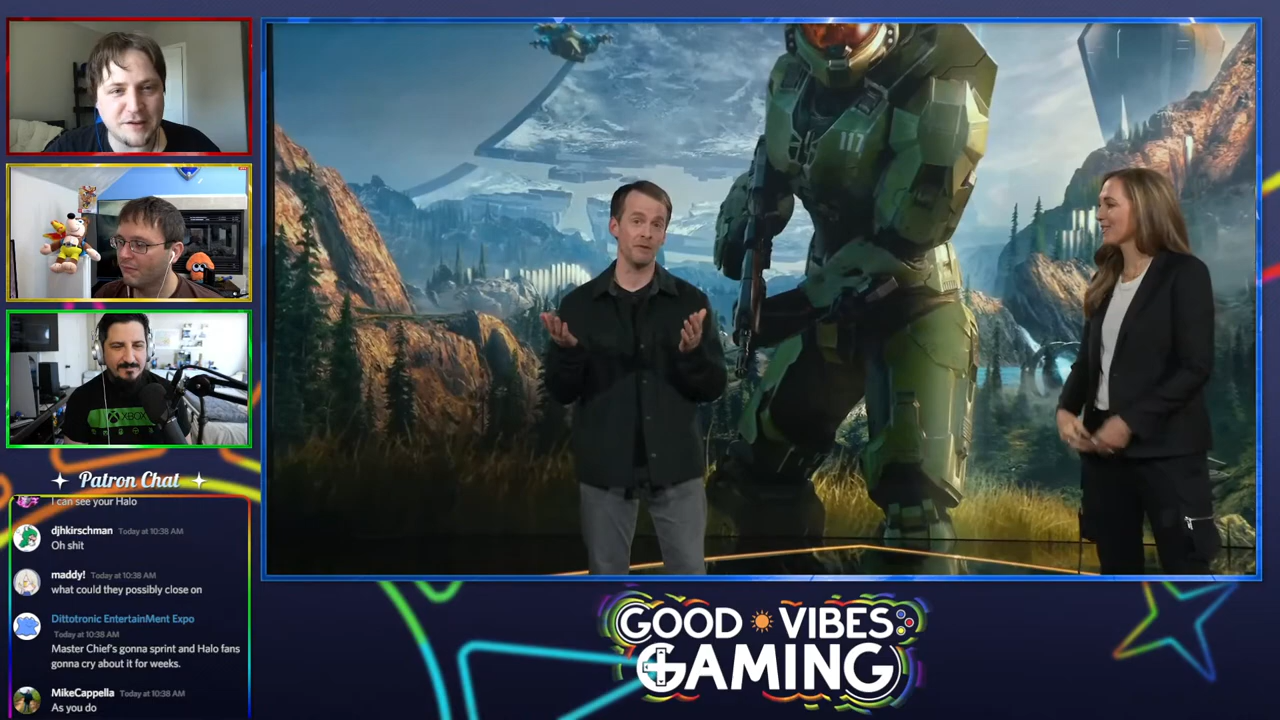 117
XBOX
Patron Chat
I can see your Halo
djhkirschman Today at 10:38 AM
Oh shit
maddy! Today at 10:38 AM
what could they possibly close on
Dittotronic EntertainMent Expo
Today at 10:38 AM
Master Chief's gonna sprint and Halo fans
gonna cry about it for weeks.
MikeCappella Today at 10:38 AM
As you do
GOOD VIBES
GAMING